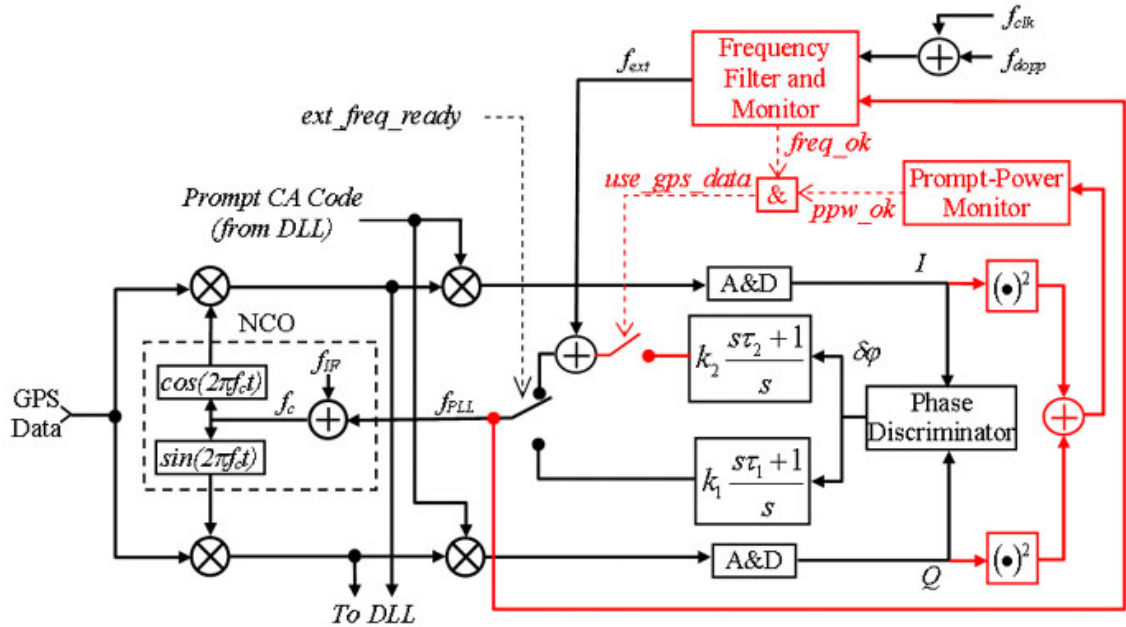 f_clk
Frequency
Filter and
Monitor
f_ext
f_dopp
ext_freq_ready
freq_ok
use_gps_data
&
Prompt-Power
Monitor
ppw_ok
Prompt CA Code
(from DLL)
I
A&D
(•)²
NCO
cos(2πf_ct)
f_IF
k₂ (sτ₂ + 1)/s
δφ
GPS
Data
f_c
f_PLL
Phase
Discriminator
sin(2πf_ct)
k₁ (sτ₁ + 1)/s
A&D
(•)²
Q
To DLL